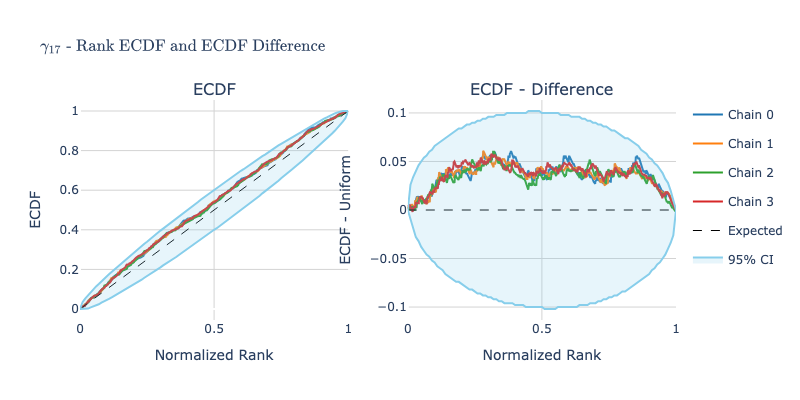 γ17 - Rank ECDF and ECDF Difference
ECDF
ECDF - Difference
1
0.8
0.6
0.4
0.2
0
ECDF
0
0.5
1
Normalized Rank
0.1
0.05
0
−0.05
−0.1
ECDF - Uniform
0
0.5
1
Normalized Rank
Chain 0
Chain 1
Chain 2
Chain 3
Expected
95% CI